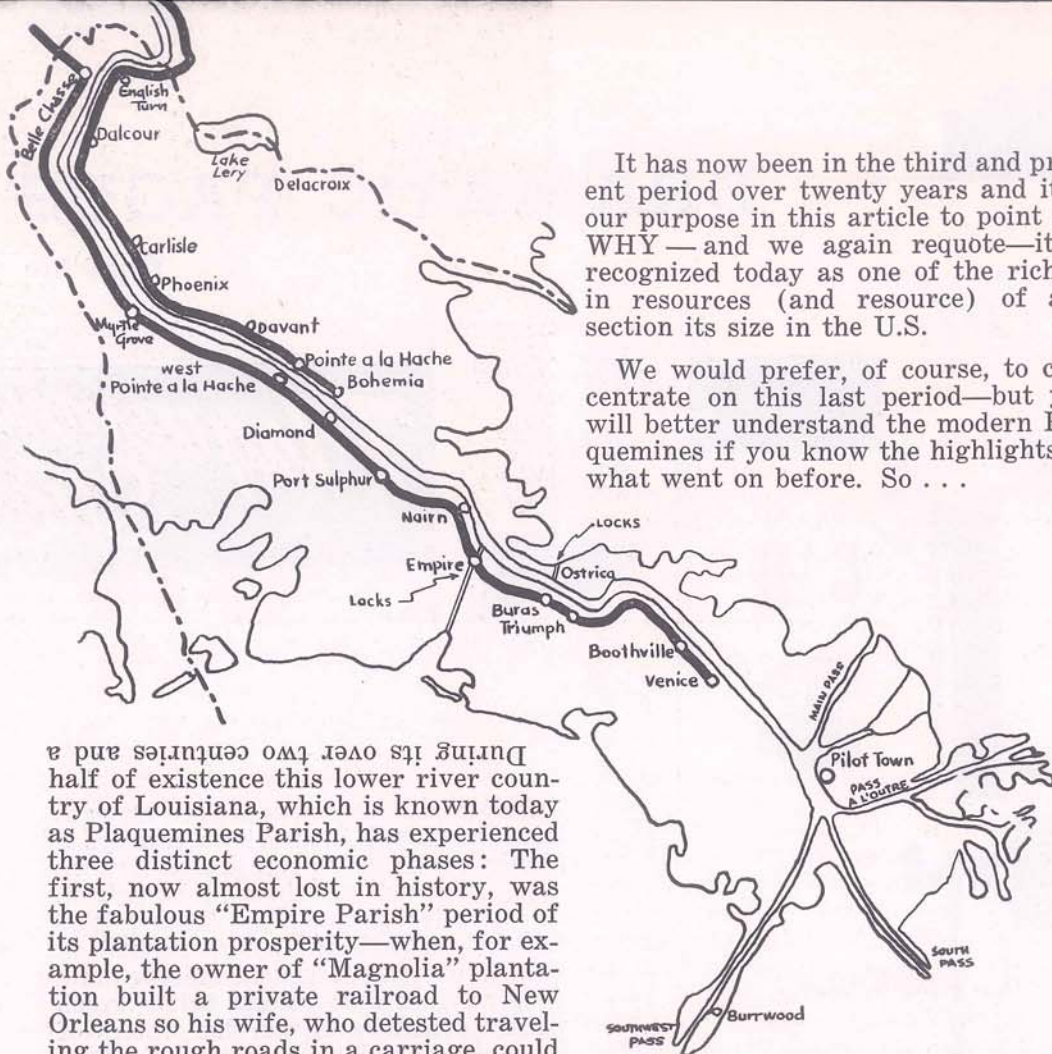 English
Turn
Belle Chasse
Dalcour
Lake
Lery
Delacroix
Carlisle
Phoenix
Myrtle
Grove
Davant
Pointe a la Hache
West
Pointe a la Hache
Bohemia
Diamond
Port Sulphur
Nairn
LOCKS
Empire
Ostrica
Locks
Buras
Triumph
Boothville
Venice
MAIN PASS
Pilot Town
PASS
A L'OUTRE
SOUTH
PASS
Burrwood
SOUTHWEST
PASS
During its over two centuries and a
half of existence this lower river coun-
try of Louisiana, which is known today
as Plaquemines Parish, has experienced
three distinct economic phases: The
first, now almost lost in history, was
the fabulous “Empire Parish” period of
its plantation prosperity—when, for ex-
ample, the owner of “Magnolia” planta-
tion built a private railroad to New
Orleans so his wife, who detested travel-
ing the rough roads in a carriage, could
It has now been in the third and pr
ent period over twenty years and it
our purpose in this article to point
WHY — and we again requote—it
recognized today as one of the rich
in resources (and resource) of a
section its size in the U.S.
We would prefer, of course, to c
centrate on this last period—but
will better understand the modern
quemines if you know the highlights
what went on before. So . . .